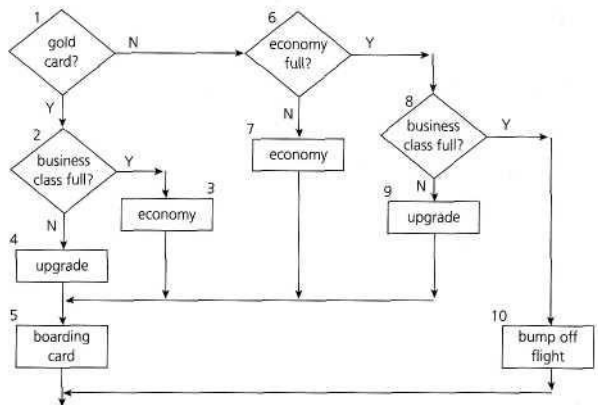 1
gold
card?
N
Y
6
economy
full?
Y
N
2
business
class full?
Y
N
7
economy
8
business
class full?
Y
N
3
economy
9
upgrade
4
upgrade
5
boarding
card
10
bump off
flight